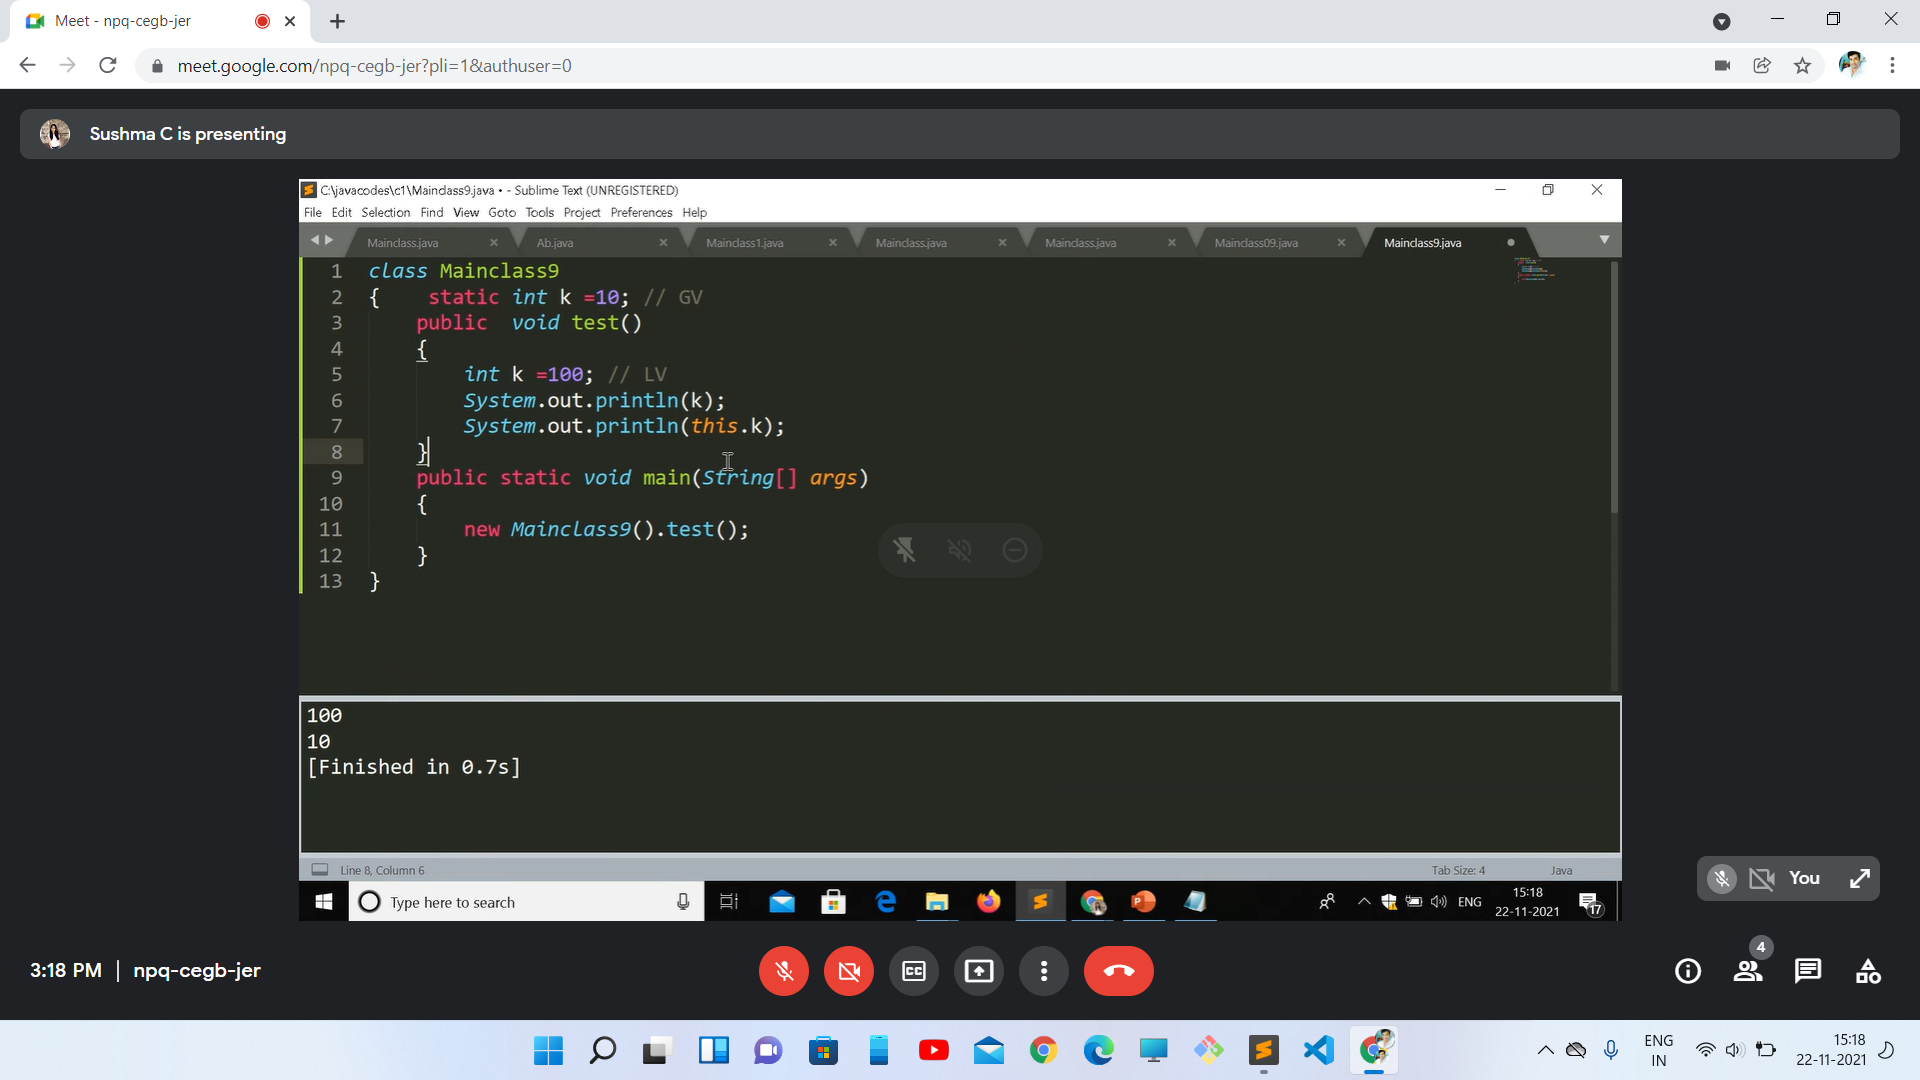 Meet - npq-cegb-jer
meet.google.com/npq-cegb-jer?pli=1&authuser=0
Sushma C is presenting
C:\javacodes\c1\Mainclass9.java • - Sublime Text (UNREGISTERED)
File Edit Selection Find View Goto Tools Project Preferences Help
Mainclass.java Ab.java Mainclass1.java Mainclass.java Mainclass.java Mainclass09.java Mainclass9.java
1 class Mainclass9
2 { static int k =10; // GV
3 public void test()
4 {
5 int k =100; // LV
6 System.out.println(k);
7 System.out.println(this.k);
8 }
9 public static void main(String[] args)
10 {
11 new Mainclass9().test();
12 }
13 }
100
10
[Finished in 0.7s]
Line 8, Column 6 Tab Size: 4 Java
You
Type here to search
ENG
15:18
22-11-2021
17
3:18 PM | npq-cegb-jer
CC
4
ENG
IN
15:18
22-11-2021